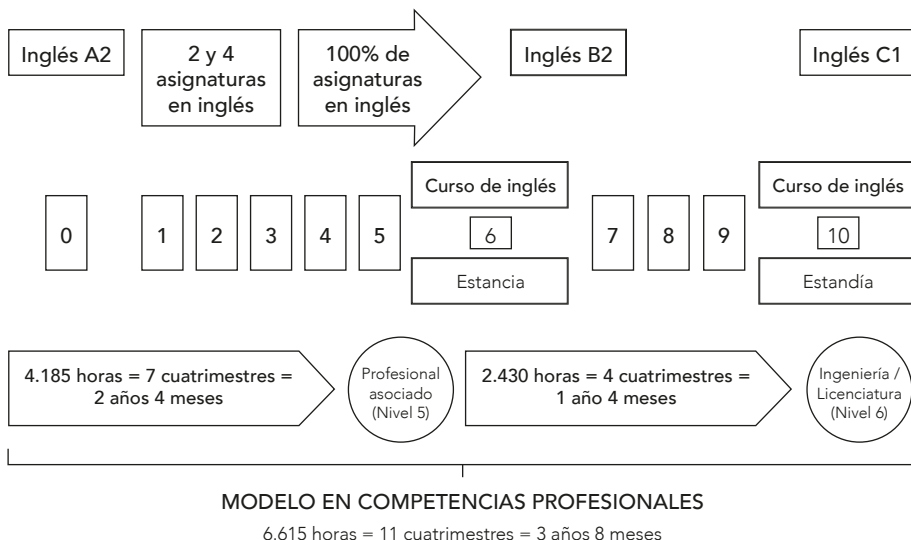 Inglés A2
2 y 4
asignaturas
en inglés
100% de
asignaturas
en inglés
Inglés B2
Inglés C1
0
1
2
3
4
5
Curso de inglés
6
Estancia
7
8
9
Curso de inglés
10
Estandía
4.185 horas = 7 cuatrimestres =
2 años 4 meses
Profesional
asociado
(Nivel 5)
2.430 horas = 4 cuatrimestres =
1 año 4 meses
Ingeniería /
Licenciatura
(Nivel 6)
MODELO EN COMPETENCIAS PROFESIONALES
6.615 horas = 11 cuatrimestres = 3 años 8 meses